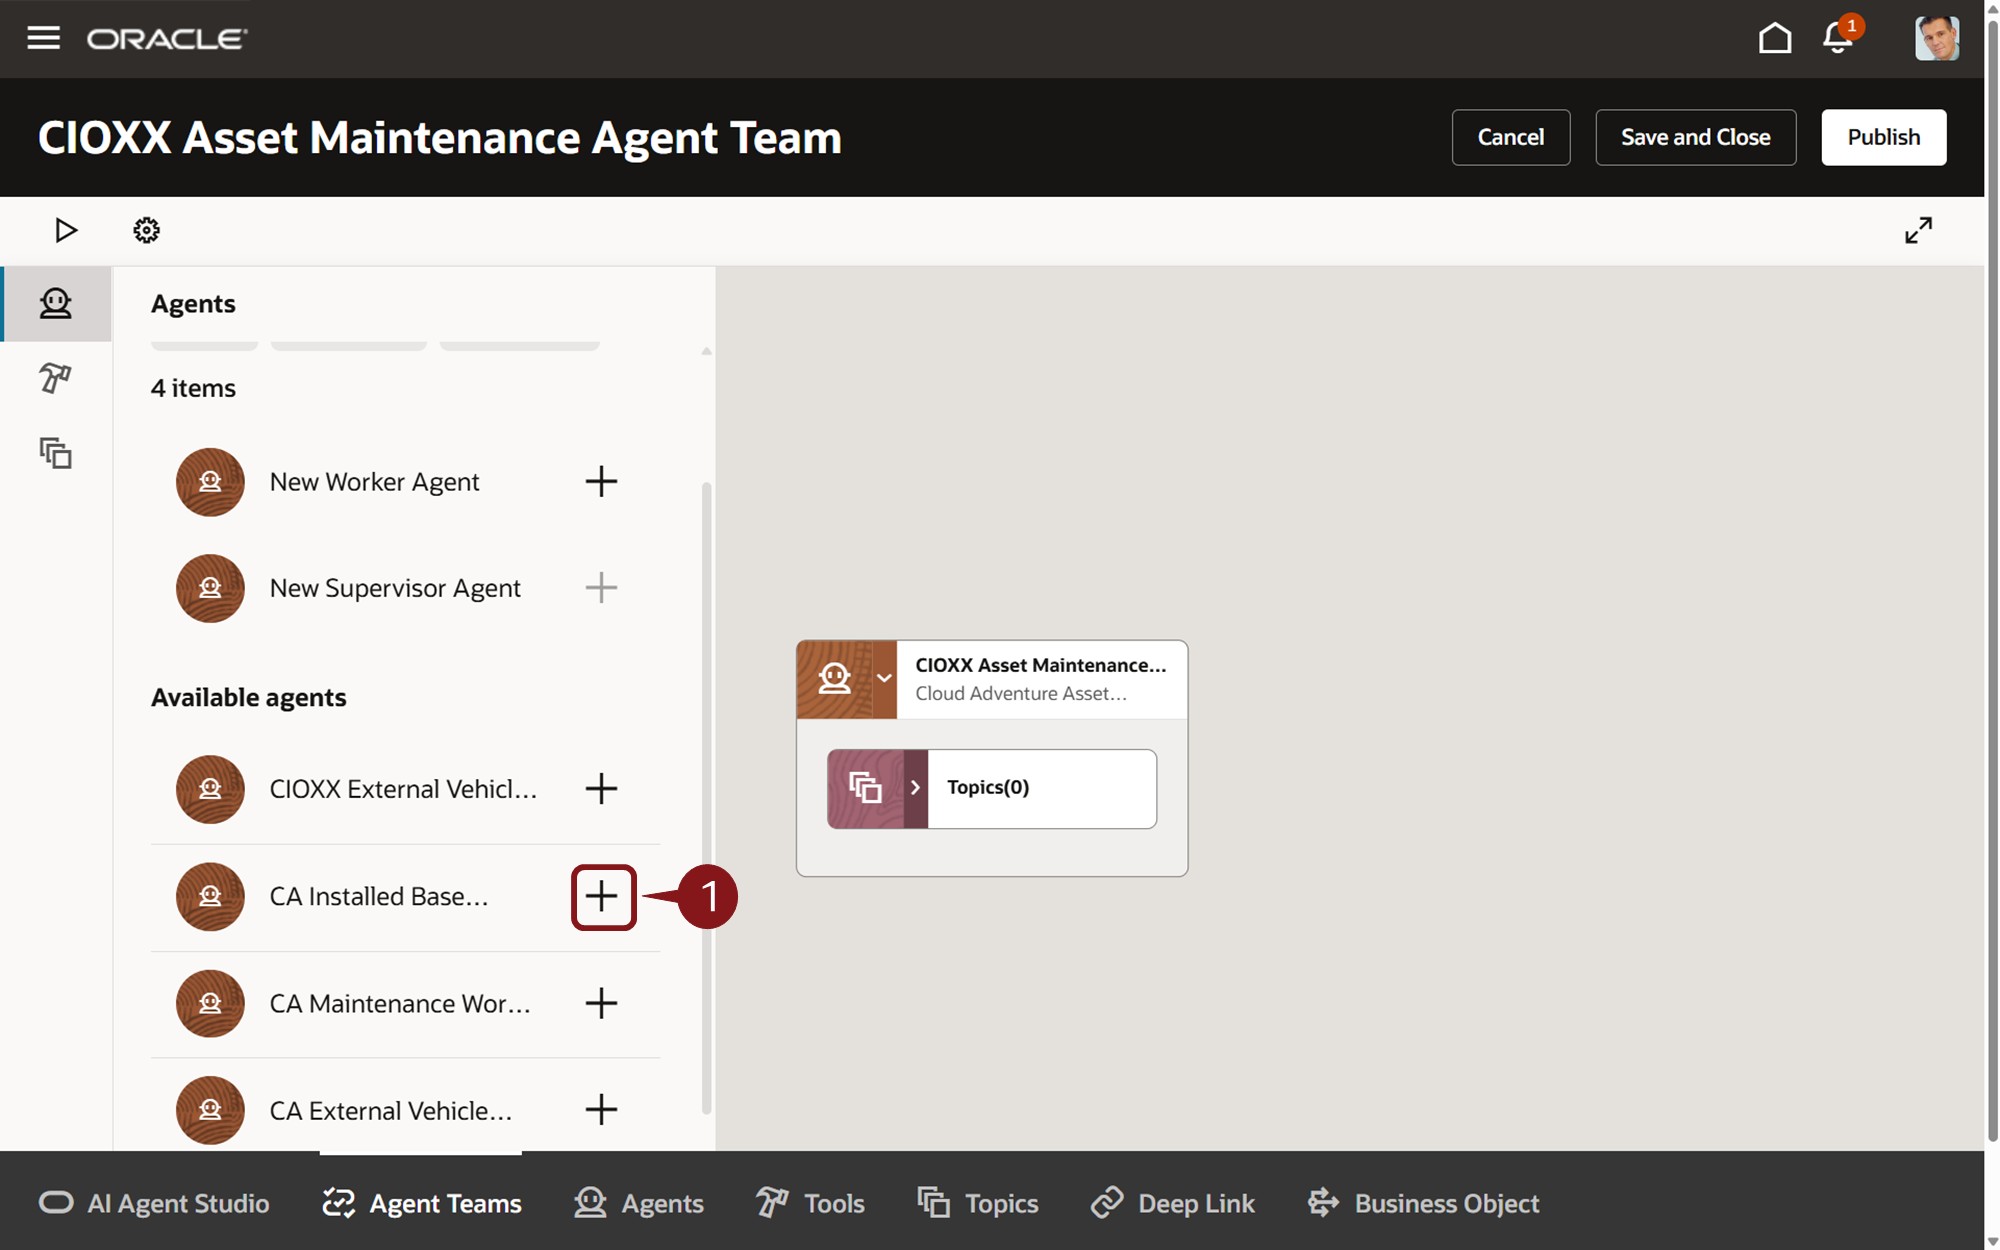 ORACLE
1
CIOXX Asset Maintenance Agent Team
Cancel
Save and Close
Publish
Agents
4 items
New Worker Agent
New Supervisor Agent
Available agents
CIOXX External Vehicl...
CA Installed Base...
1
CA Maintenance Wor...
CA External Vehicle...
CIOXX Asset Maintenance...
Cloud Adventure Asset...
Topics(0)
AI Agent Studio
Agent Teams
Agents
Tools
Topics
Deep Link
Business Object